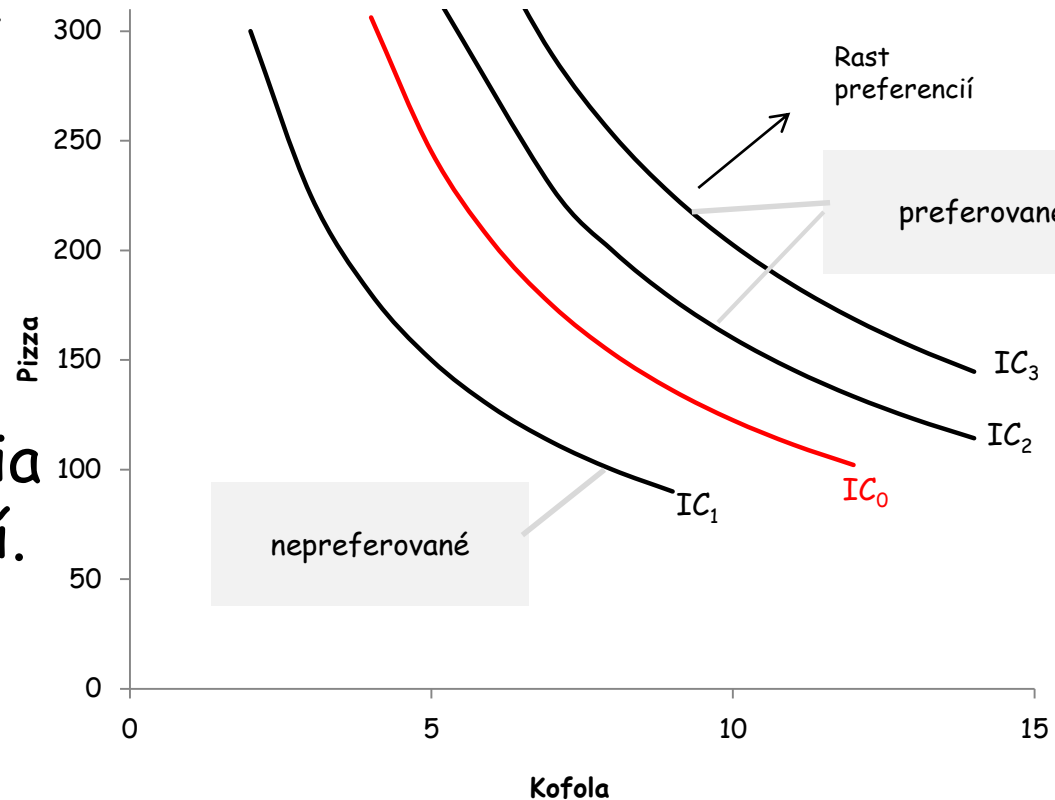 300
250
200
150
100
50
0
0
5
10
15
Pizza
Kofola
Rast
preferencií
preferované
nepreferované
IC3
IC2
IC0
IC1
ia
í.